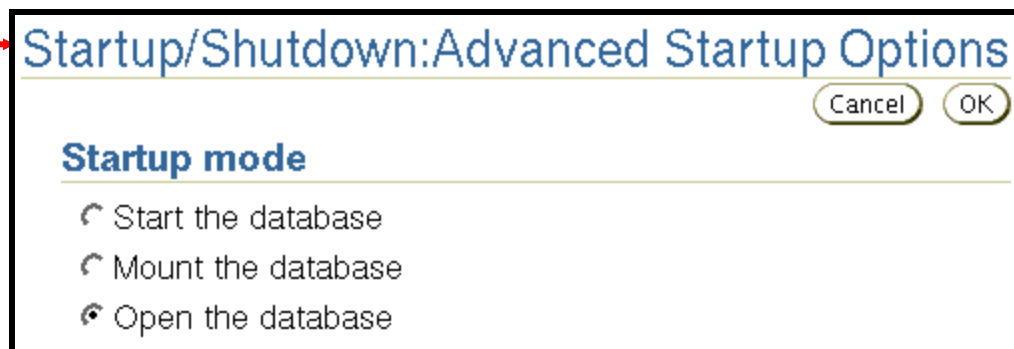 Startup/Shutdown:Advanced Startup Options
Cancel OK
Startup mode
Start the database
Mount the database
Open the database